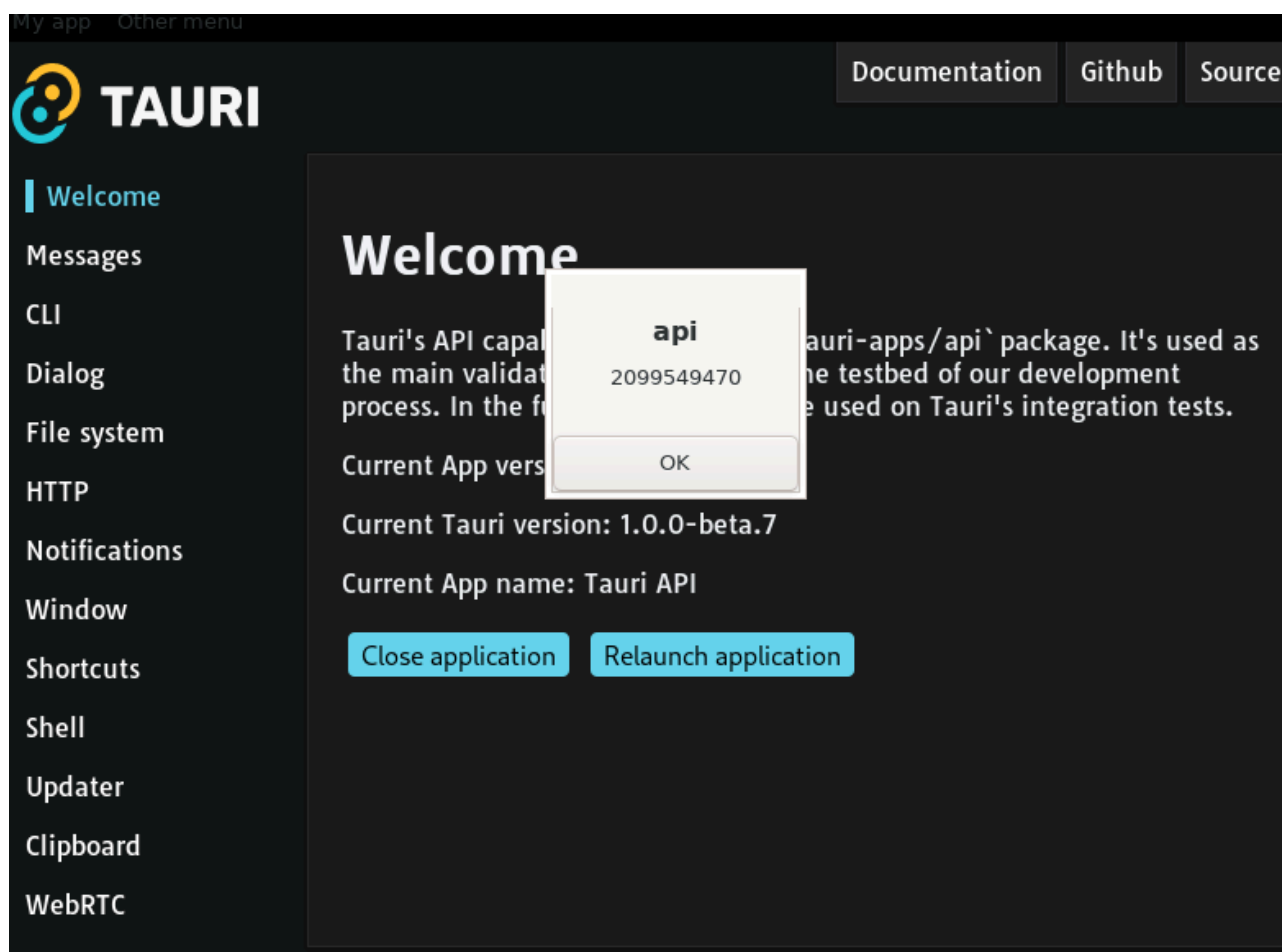 My app Other menu
TAURI
Documentation Github Source
Welcome
Messages
CLI
Dialog
File system
HTTP
Notifications
Window
Shortcuts
Shell
Updater
Clipboard
WebRTC
Welcome
Tauri's API capa auri-apps/api` package. It's used as
the main validat testbed of our development
process. In the used on Tauri's integration tests.
Current App vers
Current Tauri version: 1.0.0-beta.7
Current App name: Tauri API
Close application Relaunch application
api
2099549470
OK